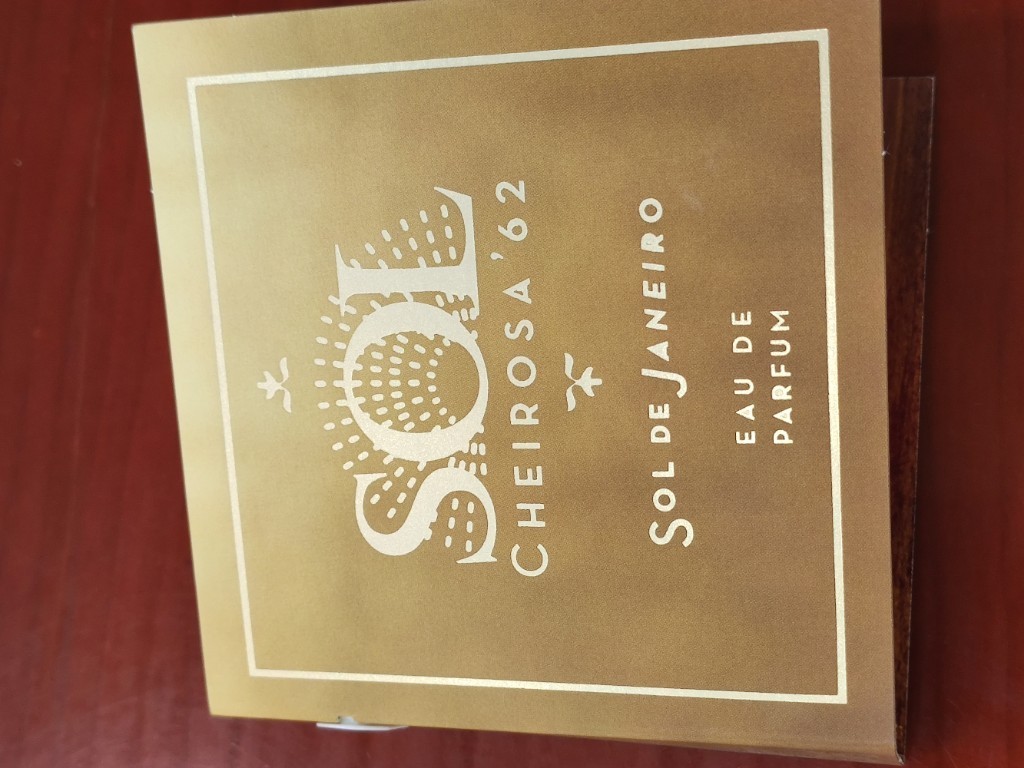 SOL
CHEIROSA '62
SOL DE JANEIRO
EAU DE
PARFUM